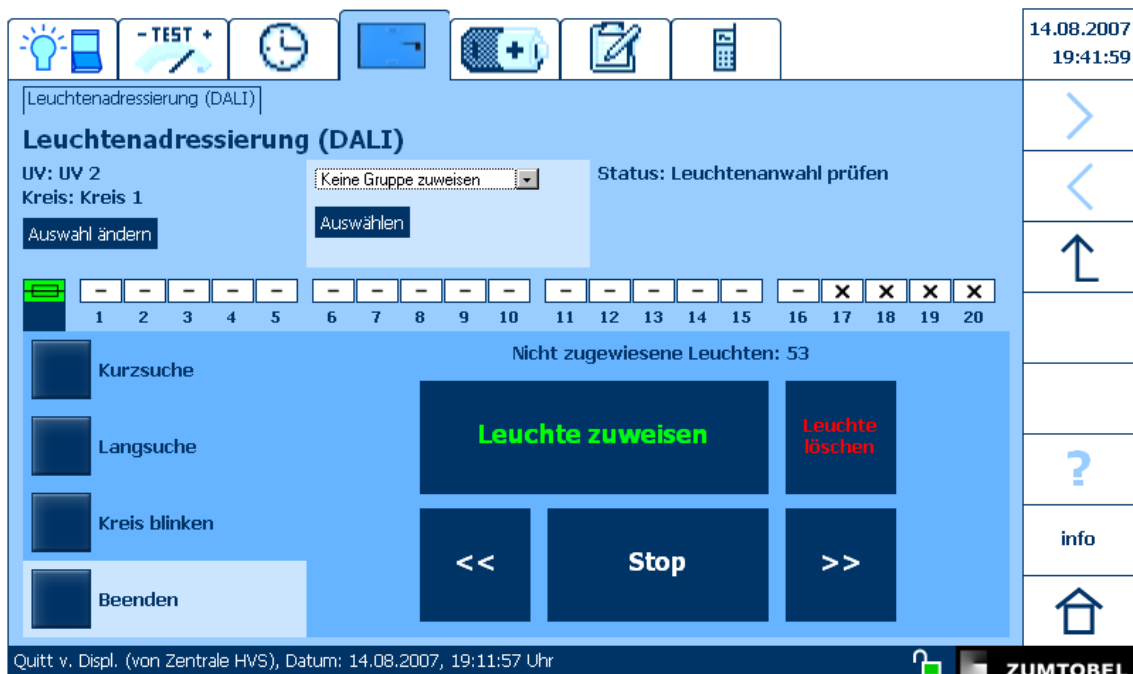 - TEST +
14.08.2007
19:41:59
Leuchtenadressierung (DALI)
Leuchtenadressierung (DALI)
UV: UV 2
Kreis: Kreis 1
Auswahl ändern
Keine Gruppe zuweisen
Auswählen
Status: Leuchtenanwahl prüfen
- - - - - - - - - - - - - - - - X X X X
1 2 3 4 5 6 7 8 9 10 11 12 13 14 15 16 17 18 19 20
Nicht zugewiesene Leuchten: 53
Kurzsuche
Langsuche
Kreis blinken
Beenden
Leuchte zuweisen
Leuchte
löschen
<<
Stop
>>
?
info
Quitt v. Displ. (von Zentrale HVS), Datum: 14.08.2007, 19:11:57 Uhr
ZUMTOBEL